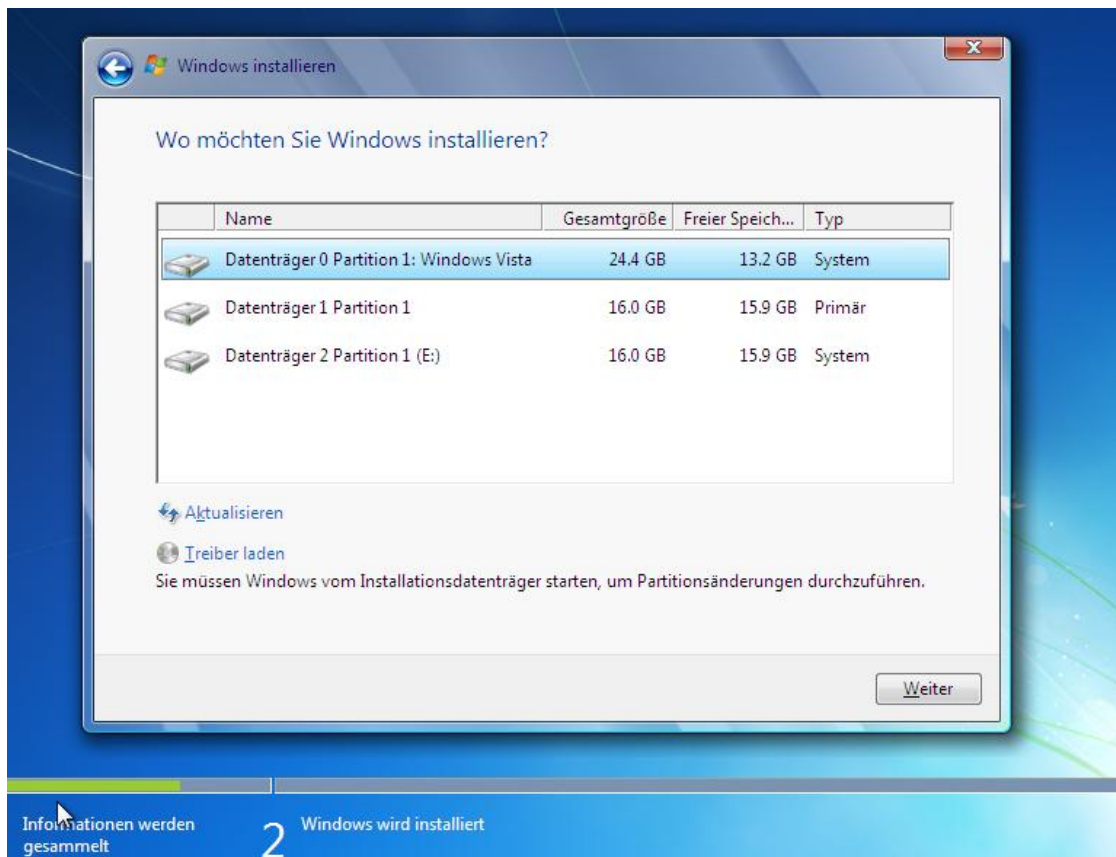 Windows installieren
Wo möchten Sie Windows installieren?
Name Gesamtgröße Freier Speich... Typ
Datenträger 0 Partition 1: Windows Vista 24.4 GB 13.2 GB System
Datenträger 1 Partition 1 16.0 GB 15.9 GB Primär
Datenträger 2 Partition 1 (E:) 16.0 GB 15.9 GB System
Aktualisieren
Treiber laden
Sie müssen Windows vom Installationsdatenträger starten, um Partitionsänderungen durchzuführen.
Weiter
Informationen werden
gesammelt
2 Windows wird installiert